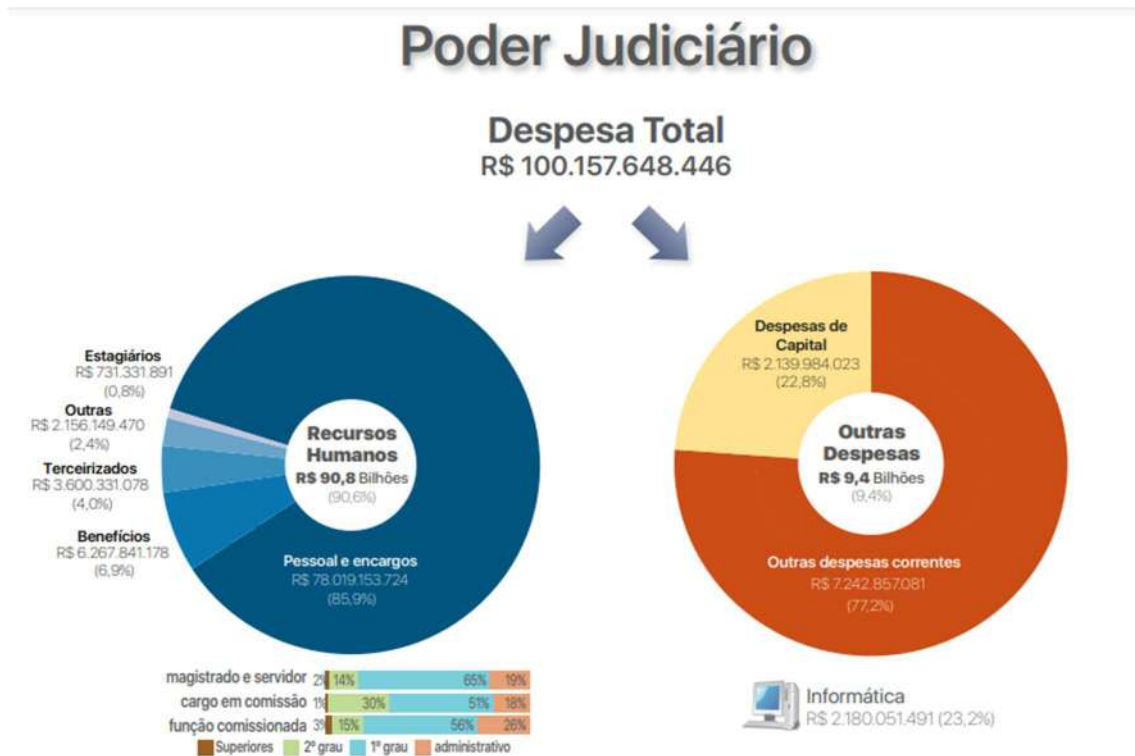 Poder Judiciário
Despesa Total
R$ 100.157.648.446
Estagiários
R$ 731.331.891
(0,8%)
Outras
R$ 2.156.149.470
(2,4%)
Terceirizados
R$ 3.600.331.078
(4,0%)
Benefícios
R$ 6.267.841.178
(6,9%)
Recursos
Humanos
R$ 90,8 Bilhões
(90,6%)
Pessoal e encargos
R$ 78.019.153.724
(85,9%)
Despesas de
Capital
R$ 2.139.984.023
(22,8%)
Outras
Despesas
R$ 9,4 Bilhões
(9,4%)
Outras despesas correntes
R$ 7.242.857.081
(77,2%)
magistrado e servidor 2% 14% 65% 19%
cargo em comissão 1% 30% 51% 18%
função comissionada 3% 15% 56% 26%
Superiores 2º grau 1º grau administrativo
Informática
R$ 2.180.051.491 (23,2%)